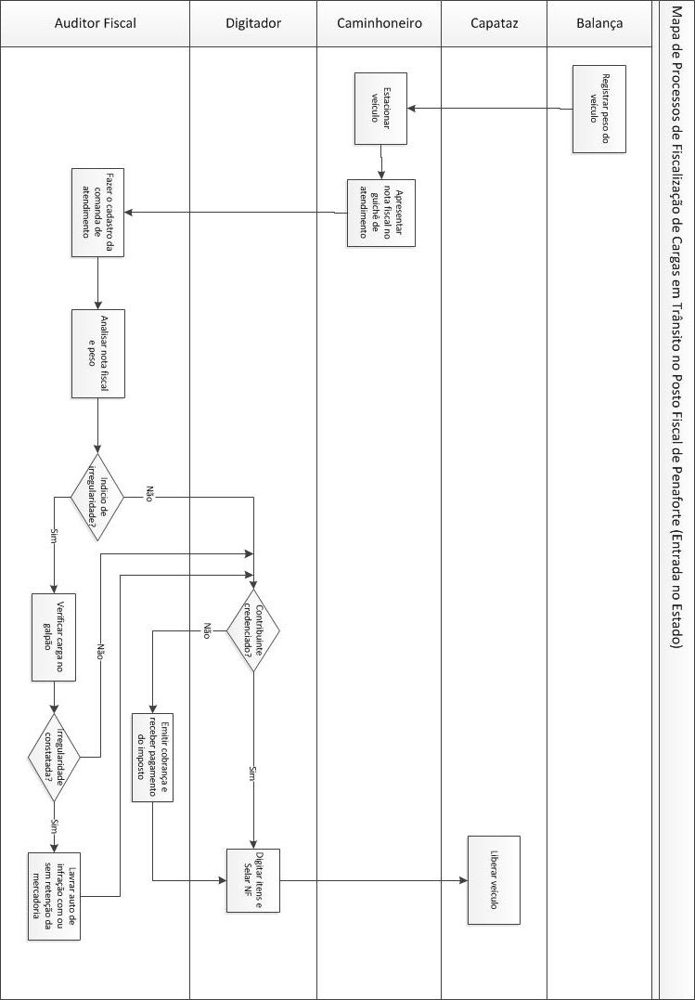 Mapa de Processos de Fiscalização de Cargas em Trânsito no Posto Fiscal de Penaforte (Entrada no Estado)
Balança
Capataz
Caminhoneiro
Digitador
Auditor Fiscal
Registrar peso do
veículo
Estacionar
veículo
Apresentar
nota fiscal no
guichê de
atendimento
Fazer o cadastro da
comanda de
atendimento
Analisar nota fiscal
e peso
Indício de
irregularidade?
Não
Sim
Verificar carga no
galpão
Irregularidade
constatada?
Não
Sim
Lavrar auto de
infração com ou
sem retenção da
mercadoria
Contribuinte
credenciado?
Não
Sim
Emitir cobrança e
receber pagamento
do imposto
Digitar itens e
Selar NF
Liberar veículo